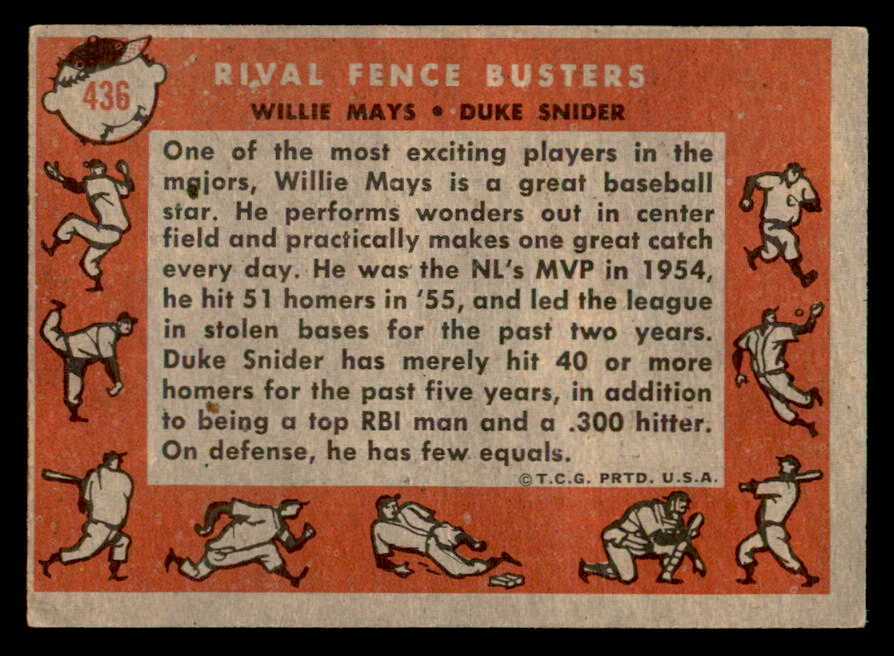 436
RIVAL FENCE BUSTERS
WILLIE MAYS • DUKE SNIDER
One of the most exciting players in the
majors, Willie Mays is a great baseball
star. He performs wonders out in center
field and practically makes one great catch
every day. He was the NL's MVP in 1954,
he hit 51 homers in '55, and led the league
in stolen bases for the past two years.
Duke Snider has merely hit 40 or more
homers for the past five years, in addition
to being a top RBI man and a .300 hitter.
On defense, he has few equals.
©T.C.G. PRTD. U.S.A.